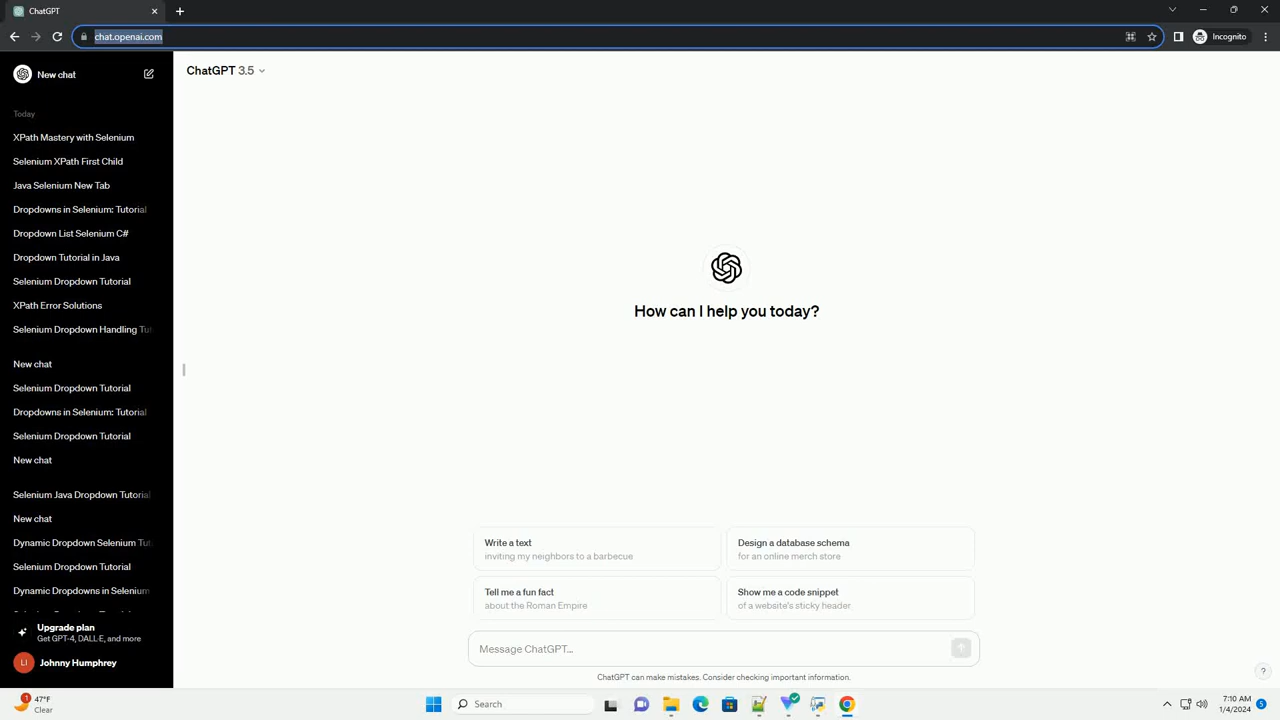 ChatGPT
chat.openai.com
Incognito
New chat
Today
XPath Mastery with Selenium
Selenium XPath First Child
Java Selenium New Tab
Dropdowns in Selenium: Tutorial
Dropdown List Selenium C#
Dropdown Tutorial in Java
Selenium Dropdown Tutorial
XPath Error Solutions
Selenium Dropdown Handling Tut
New chat
Selenium Dropdown Tutorial
Dropdowns in Selenium: Tutorial
Selenium Dropdown Tutorial
New chat
Selenium Java Dropdown Tutorial
New chat
Dynamic Dropdown Selenium Tut
Selenium Dropdown Tutorial
Dynamic Dropdowns in Selenium
Upgrade plan
Get GPT-4, DALL·E, and more
LI
Johnny Humphrey
ChatGPT 3.5
How can I help you today?
Write a text
inviting my neighbors to a barbecue
Design a database schema
for an online merch store
Tell me a fun fact
about the Roman Empire
Show me a code snippet
of a website's sticky header
Message ChatGPT...
ChatGPT can make mistakes. Consider checking important information.
?
1
47°F
Clear
Search
7:10 AM
1/4/2024
5